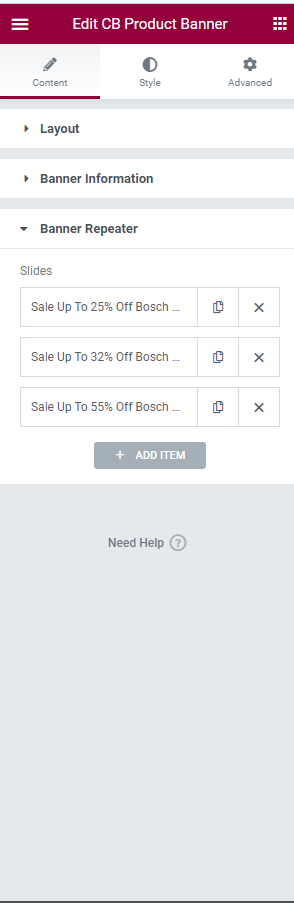 Edit CB Product Banner
Content
Style
Advanced
Layout
Banner Information
Banner Repeater
Slides
Sale Up To 25% Off Bosch ...
Sale Up To 32% Off Bosch ...
Sale Up To 55% Off Bosch ...
+ ADD ITEM
Need Help ?